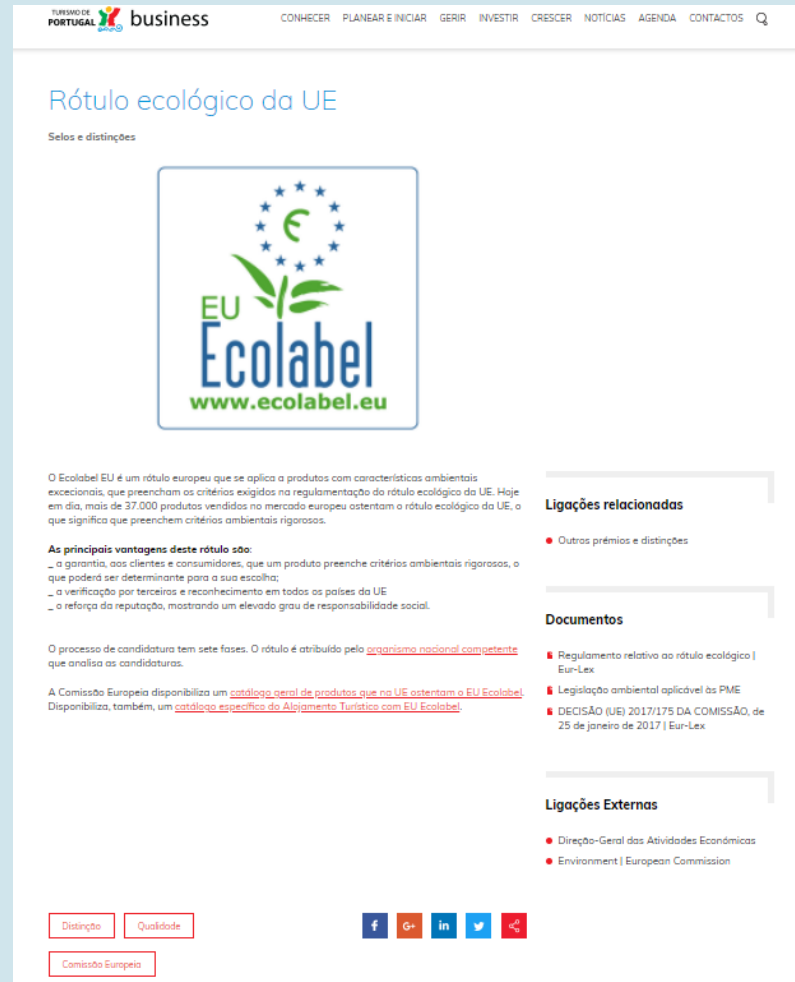 TURISMO DE
PORTUGAL business
CONHECER PLANEAR E INICIAR GERIR INVESTIR CRESCER NOTÍCIAS AGENDA CONTACTOS
Rótulo ecológico da UE
Selos e distinções
EU
Ecolabel
www.ecolabel.eu
O Ecolabel EU é um rótulo europeu que se aplica a produtos com características ambientais
excecionais, que preencham os critérios exigidos na regulamentação do rótulo ecológico da UE. Hoje
em dia, mais de 37.000 produtos vendidos no mercado europeu ostentam o rótulo ecológico da UE, o
que significa que preenchem critérios ambientais rigorosos.
As principais vantagens deste rótulo são:
_ a garantia, aos clientes e consumidores, que um produto preenche critérios ambientais rigorosos, o
que poderá ser determinante para a sua escolha;
_ a verificação por terceiros e reconhecimento em todos os países da UE
_ o reforça da reputação, mostrando um elevado grau de responsabilidade social.
O processo de candidatura tem sete fases. O rótulo é atribuído pelo organismo nacional competente
que analisa as candidaturas.
A Comissão Europeia disponibiliza um catálogo geral de produtos que na UE ostentam o EU Ecolabel.
Disponibiliza, também, um catálogo específico do Alojamento Turístico com EU Ecolabel.
Ligações relacionadas
Outros prémios e distinções
Documentos
Regulamento relativo ao rótulo ecológico |
Eur-Lex
Legislação ambiental aplicável às PME
DECISÃO (UE) 2017/175 DA COMISSÃO, de
25 de janeiro de 2017 | Eur-Lex
Ligações Externas
Direção-Geral das Atividades Económicas
Environment | European Commission
Distinção
Qualidade
f G+ in
Comissão Europeia